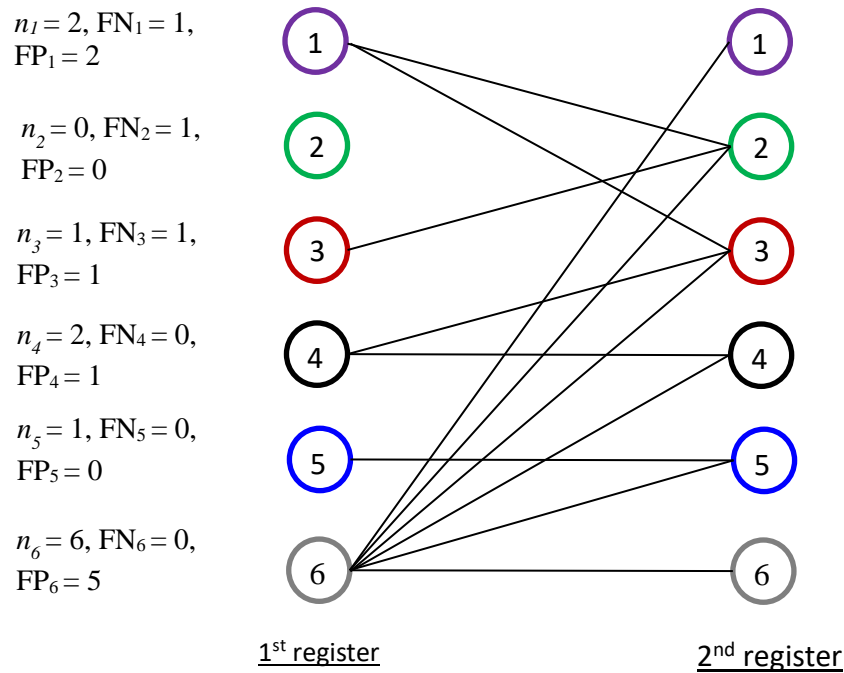 n₁ = 2, FN₁ = 1,
FP₁ = 2
n₂ = 0, FN₂ = 1,
FP₂ = 0
n₃ = 1, FN₃ = 1,
FP₃ = 1
n₄ = 2, FN₄ = 0,
FP₄ = 1
n₅ = 1, FN₅ = 0,
FP₅ = 0
n₆ = 6, FN₆ = 0,
FP₆ = 5
1
2
3
4
5
6
1
2
3
4
5
6
1st register
2nd register